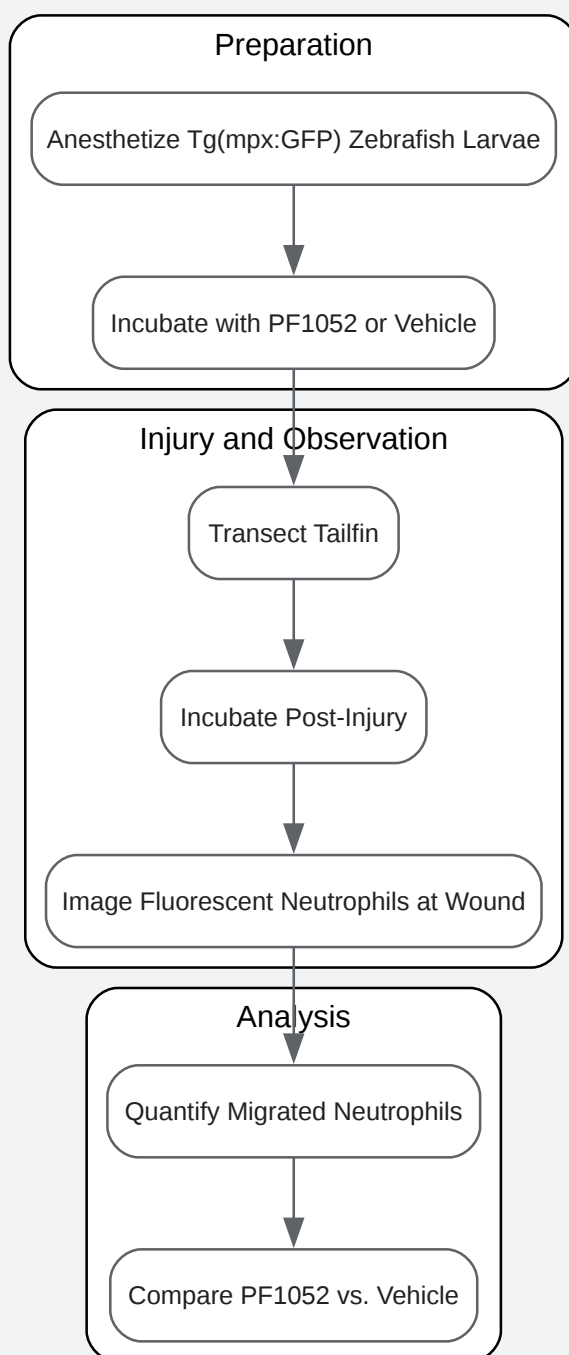 Preparation
Anesthetize Tg(mpx:GFP) Zebrafish Larvae
Incubate with PF1052 or Vehicle
Injury and Observation
Transect Tailfin
Incubate Post-Injury
Image Fluorescent Neutrophils at Wound
Analysis
Quantify Migrated Neutrophils
Compare PF1052 vs. Vehicle